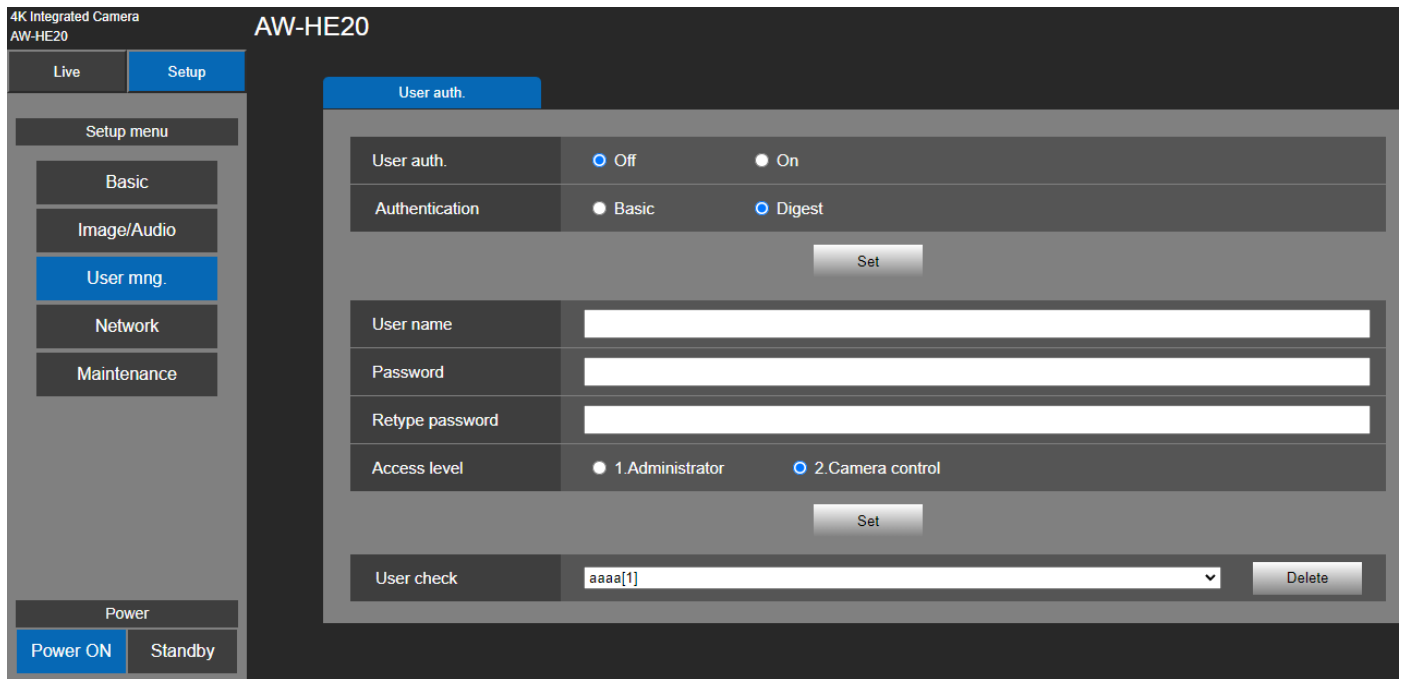 4K Integrated Camera
AW-HE20
AW-HE20
Live
Setup
User auth.
Setup menu
Basic
Image/Audio
User mng.
Network
Maintenance
User auth.
Off
On
Authentication
Basic
Digest
Set
User name
Password
Retype password
Access level
1.Administrator
2.Camera control
Set
User check
aaaa[1]
Delete
Power
Power ON
Standby